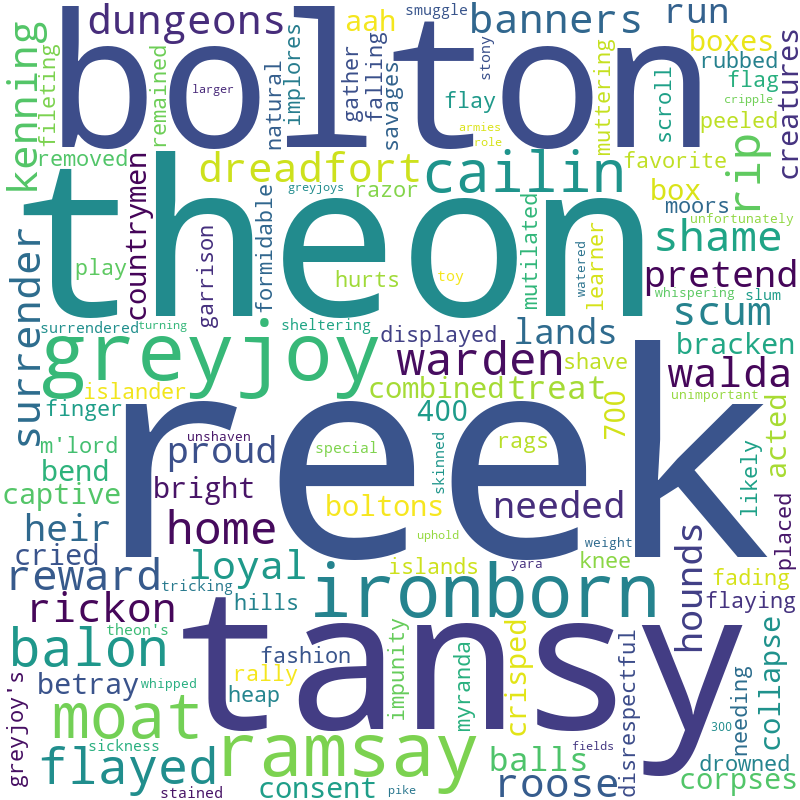 smuggle
dungeons
aah
banners
run
bolton
kenning
fileting
remained
larger
natural
implores
gather
fallling
savages
stony
flay
muttering
scroll
boxes
rubbed
flag
cripple
peeled
creatures
armies
role
removed
countrymen
dreadfort
greyjoys
razor
cailin
favorite
box
moors
rip
unfortunately
theon
surrender
play
garrison
formidable
hurts
toy
mutilated
watered
learner
shame
pretend
whispering
slum
scum
surrendered
turning
sheltering
displayed
lands
bracken
greyjoy
warden
shave
walda
islander
combined
treat
unimportant
finger
400
700
reek
m'lord
proud
unshaven
special
rags
skinned
acted
likely
bend
captive
bright
boltons
needed
heir
home
uphold
weight
placed
cried
loyal
islands
yara
knee
hounds
fading
reward
tricking
ironborn
flaying
rickon
hills
theon's
tansy
balon
fashion
impunity
myranda
crisped
disrespectful
collapse
betray
whipped
rally
heap
greyjoy's
moat
ramsay
300
needing
drowned
sickness
flayed
balls
fields
corpses
stained
consent
pike
roose